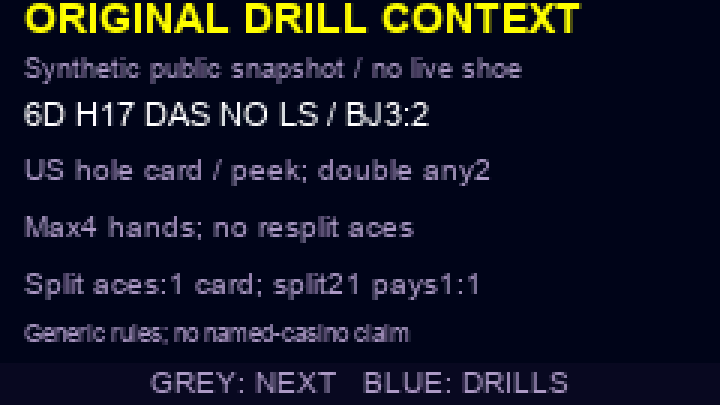 ORIGINAL DRILL CONTEXT
Synthetic public snapshot / no live shoe
6D H17 DAS NO LS / BJ3:2
US hole card / peek; double any2
Max4 hands; no resplit aces
Split aces:1 card; split21 pays1:1
Generic rules; no named-casino claim
GREY: NEXT BLUE: DRILLS